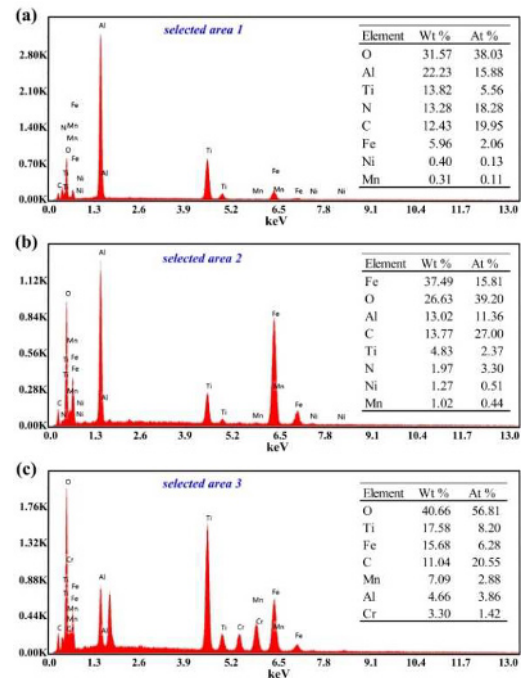 (a)
selected area 1
Al
Fe
N Mn
Mn
O
C Ti Ni
Ti Ni
Al
Ti
Ti
Mn
Fe
Mn
Fe
Ni
Ni
2.80K
2.10K
1.40K
0.70K
0.00K
0.0 1.3 2.6 3.9 5.2 6.5 7.8 9.1 10.4 11.7 13.0
keV
Element Wt % At %
O 31.57 38.03
Al 22.23 15.88
Ti 13.82 5.56
N 13.28 18.28
C 12.43 19.95
Fe 5.96 2.06
Ni 0.40 0.13
Mn 0.31 0.11
(b)
selected area 2
Al
O
Mn
Ti Fe
Ti Fe
C Ni
N Ni
Al
Ti
Ti
Mn
Fe
Mn
Fe
Ni
Ni
1.12K
0.84K
0.56K
0.28K
0.00K
0.0 1.3 2.6 3.9 5.2 6.5 7.8 9.1 10.4 11.7 13.0
keV
Element Wt % At %
Fe 37.49 15.81
O 26.63 39.20
Al 13.02 11.36
C 13.77 27.00
Ti 4.83 2.37
N 1.97 3.30
Ni 1.27 0.51
Mn 1.02 0.44
(c)
selected area 3
O
Cr
Ti Fe
Ti Fe
Mn
Mn
C Cr
Al
Al
Ti
Ti
Cr
Mn
Cr
Fe
Mn
Fe
1.76K
1.32K
0.88K
0.44K
0.00K
0.0 1.3 2.6 3.9 5.2 6.5 7.8 9.1 10.4 11.7 13.0
keV
Element Wt % At %
O 40.66 56.81
Ti 17.58 8.20
Fe 15.68 6.28
C 11.04 20.55
Mn 7.09 2.88
Al 4.66 3.86
Cr 3.30 1.42